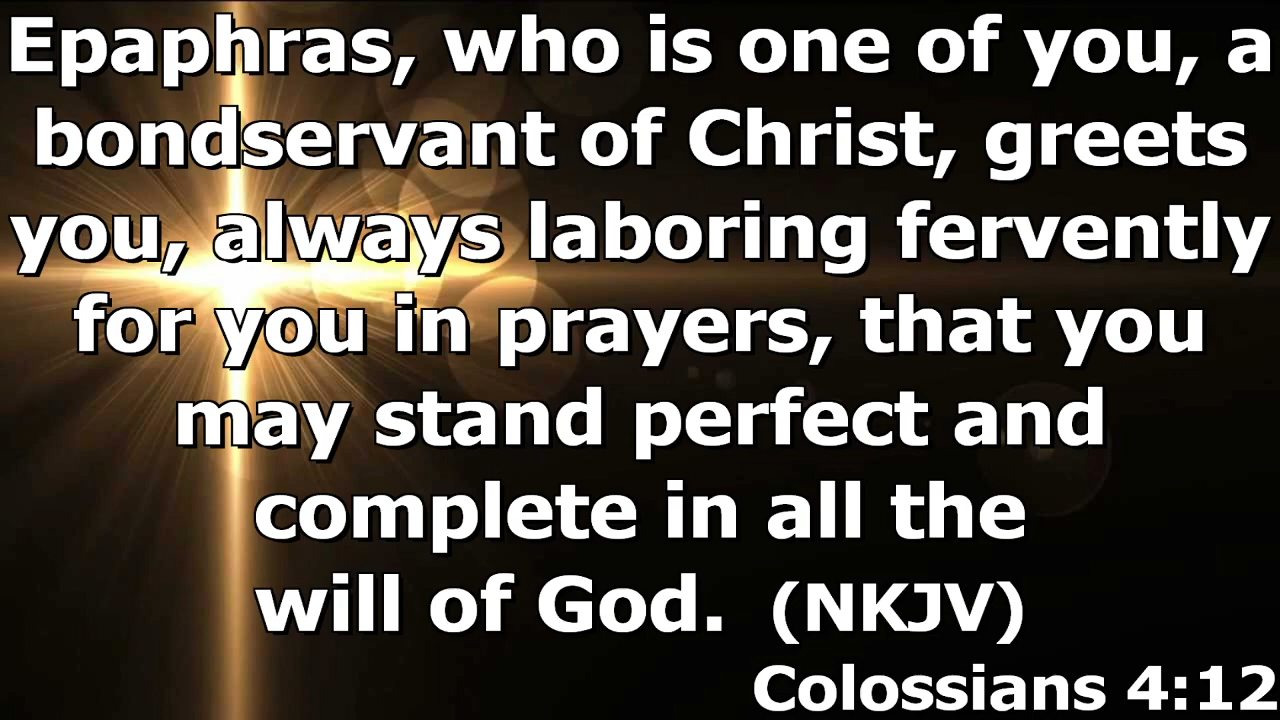 Epaphras, who is one of you, a
bondservant of Christ, greets
you, always laboring fervently
for you in prayers, that you
may stand perfect and
complete in all the
will of God.  (NKJV)
Colossians 4:12